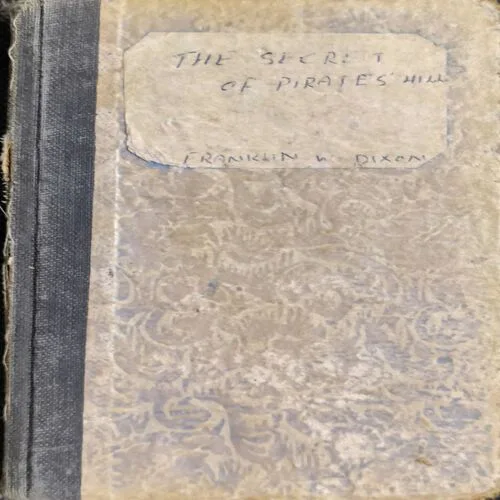 THE SECRET
OF PIRATES' HILL
FRANKLIN W DIXON